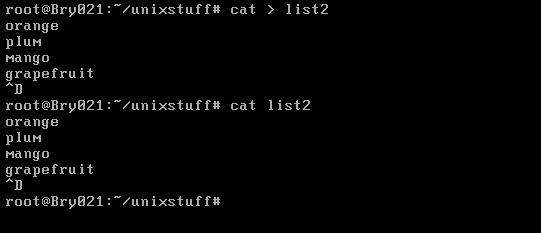 root@Bry021:~/unixstuff# cat > list2
orange
plum
mango
grapefruit
^D
root@Bry021:~/unixstuff# cat list2
orange
plum
mango
grapefruit
^D
root@Bry021:~/unixstuff#